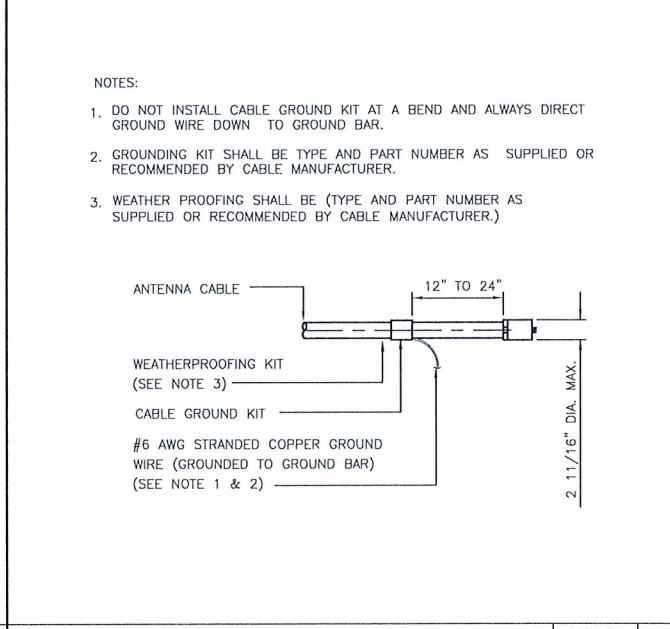 NOTES:
1. DO NOT INSTALL CABLE GROUND KIT AT A BEND AND ALWAYS DIRECT
GROUND WIRE DOWN TO GROUND BAR.
2. GROUNDING KIT SHALL BE TYPE AND PART NUMBER AS SUPPLIED OR
RECOMMENDED BY CABLE MANUFACTURER.
3. WEATHER PROOFING SHALL BE (TYPE AND PART NUMBER AS
SUPPLIED OR RECOMMENDED BY CABLE MANUFACTURER.)
12" TO 24"
ANTENNA CABLE
WEATHERPROOFING KIT
(SEE NOTE 3)
CABLE GROUND KIT
#6 AWG STRANDED COPPER GROUND
WIRE (GROUNDED TO GROUND BAR)
(SEE NOTE 1 & 2)
2 11/16" DIA. MAX.